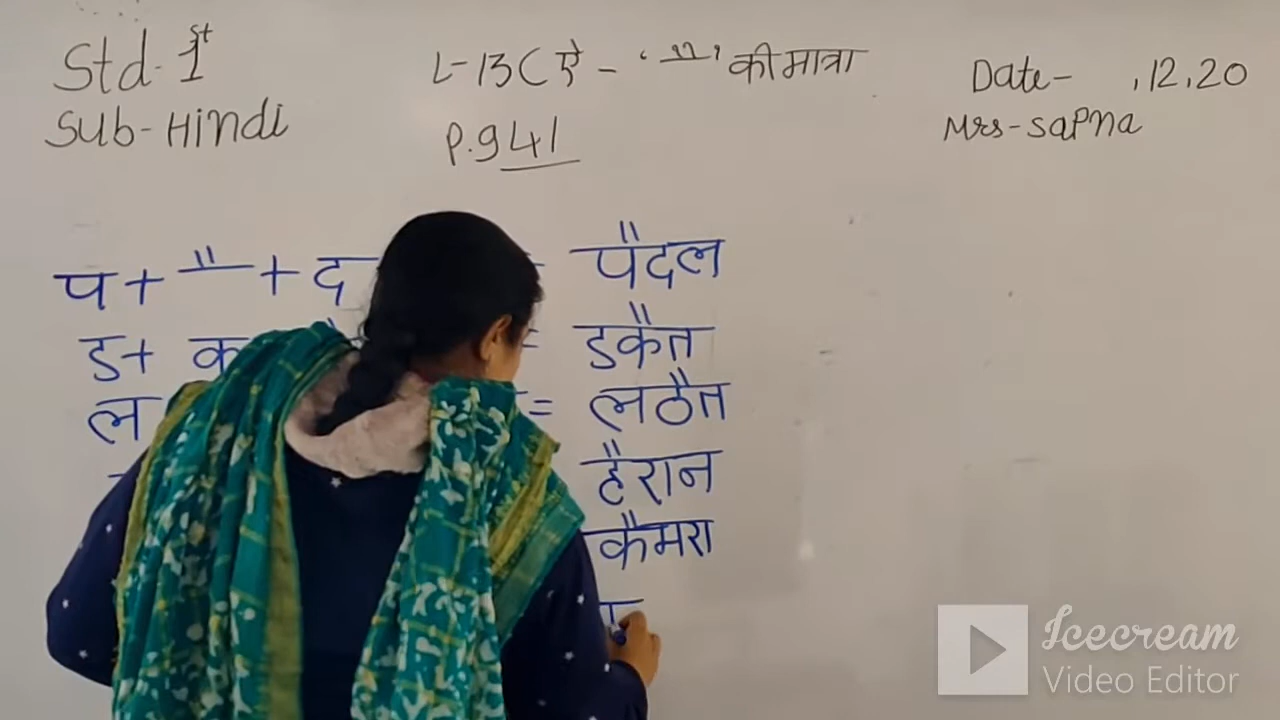 Std- 1st
L-13 ( ऐ - ' ै ' की मात्रा
Date- ,12,20
Sub- Hindi
Mrs- Sapna
P.g 41
प + ै + द = पैदल
ड + क = डकैत
ल = लठैत
हैरान
कैमरा
Icecream
Video Editor